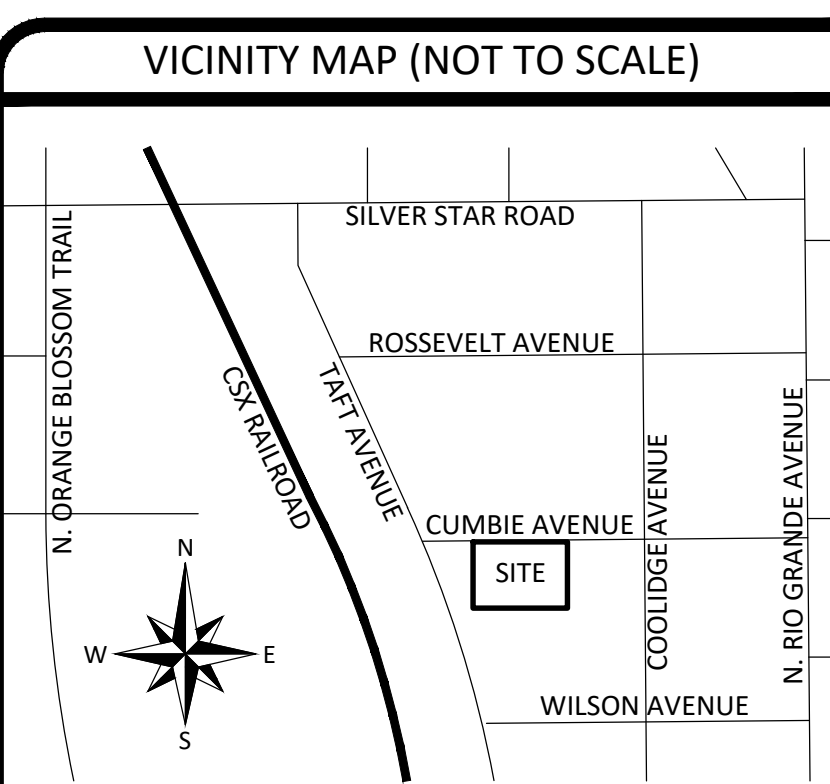 VICINITY MAP (NOT TO SCALE)
SILVER STAR ROAD
N. ORANGE BLOSSOM TRAIL
ROSSEVELT AVENUE
CSX RAILROAD
TAFT AVENUE
CUMBIE AVENUE
COOLIDGE AVENUE
N. RIO GRANDE AVENUE
SITE
N
W
E
S
WILSON AVENUE